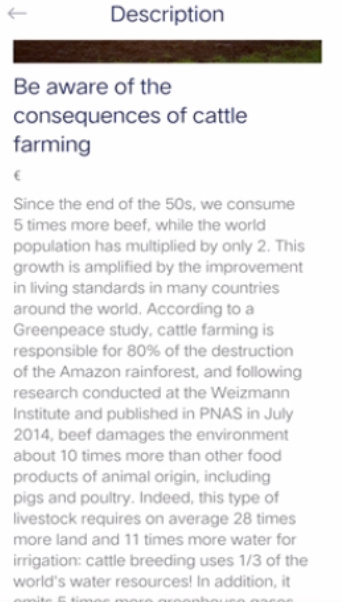 Description
Be aware of the
consequences of cattle
farming
€
Since the end of the 50s, we consume
5 times more beef, while the world
population has multiplied by only 2. This
growth is amplified by the improvement
in living standards in many countries
around the world. According to a
Greenpeace study, cattle farming is
responsible for 80% of the destruction
of the Amazon rainforest, and following
research conducted at the Weizmann
Institute and published in PNAS in July
2014, beef damages the environment
about 10 times more than other food
products of animal origin, including
pigs and poultry. Indeed, this type of
livestock requires on average 28 times
more land and 11 times more water for
irrigation: cattle breeding uses 1/3 of the
world's water resources! In addition, it
emits 5 times more greenhouse gases